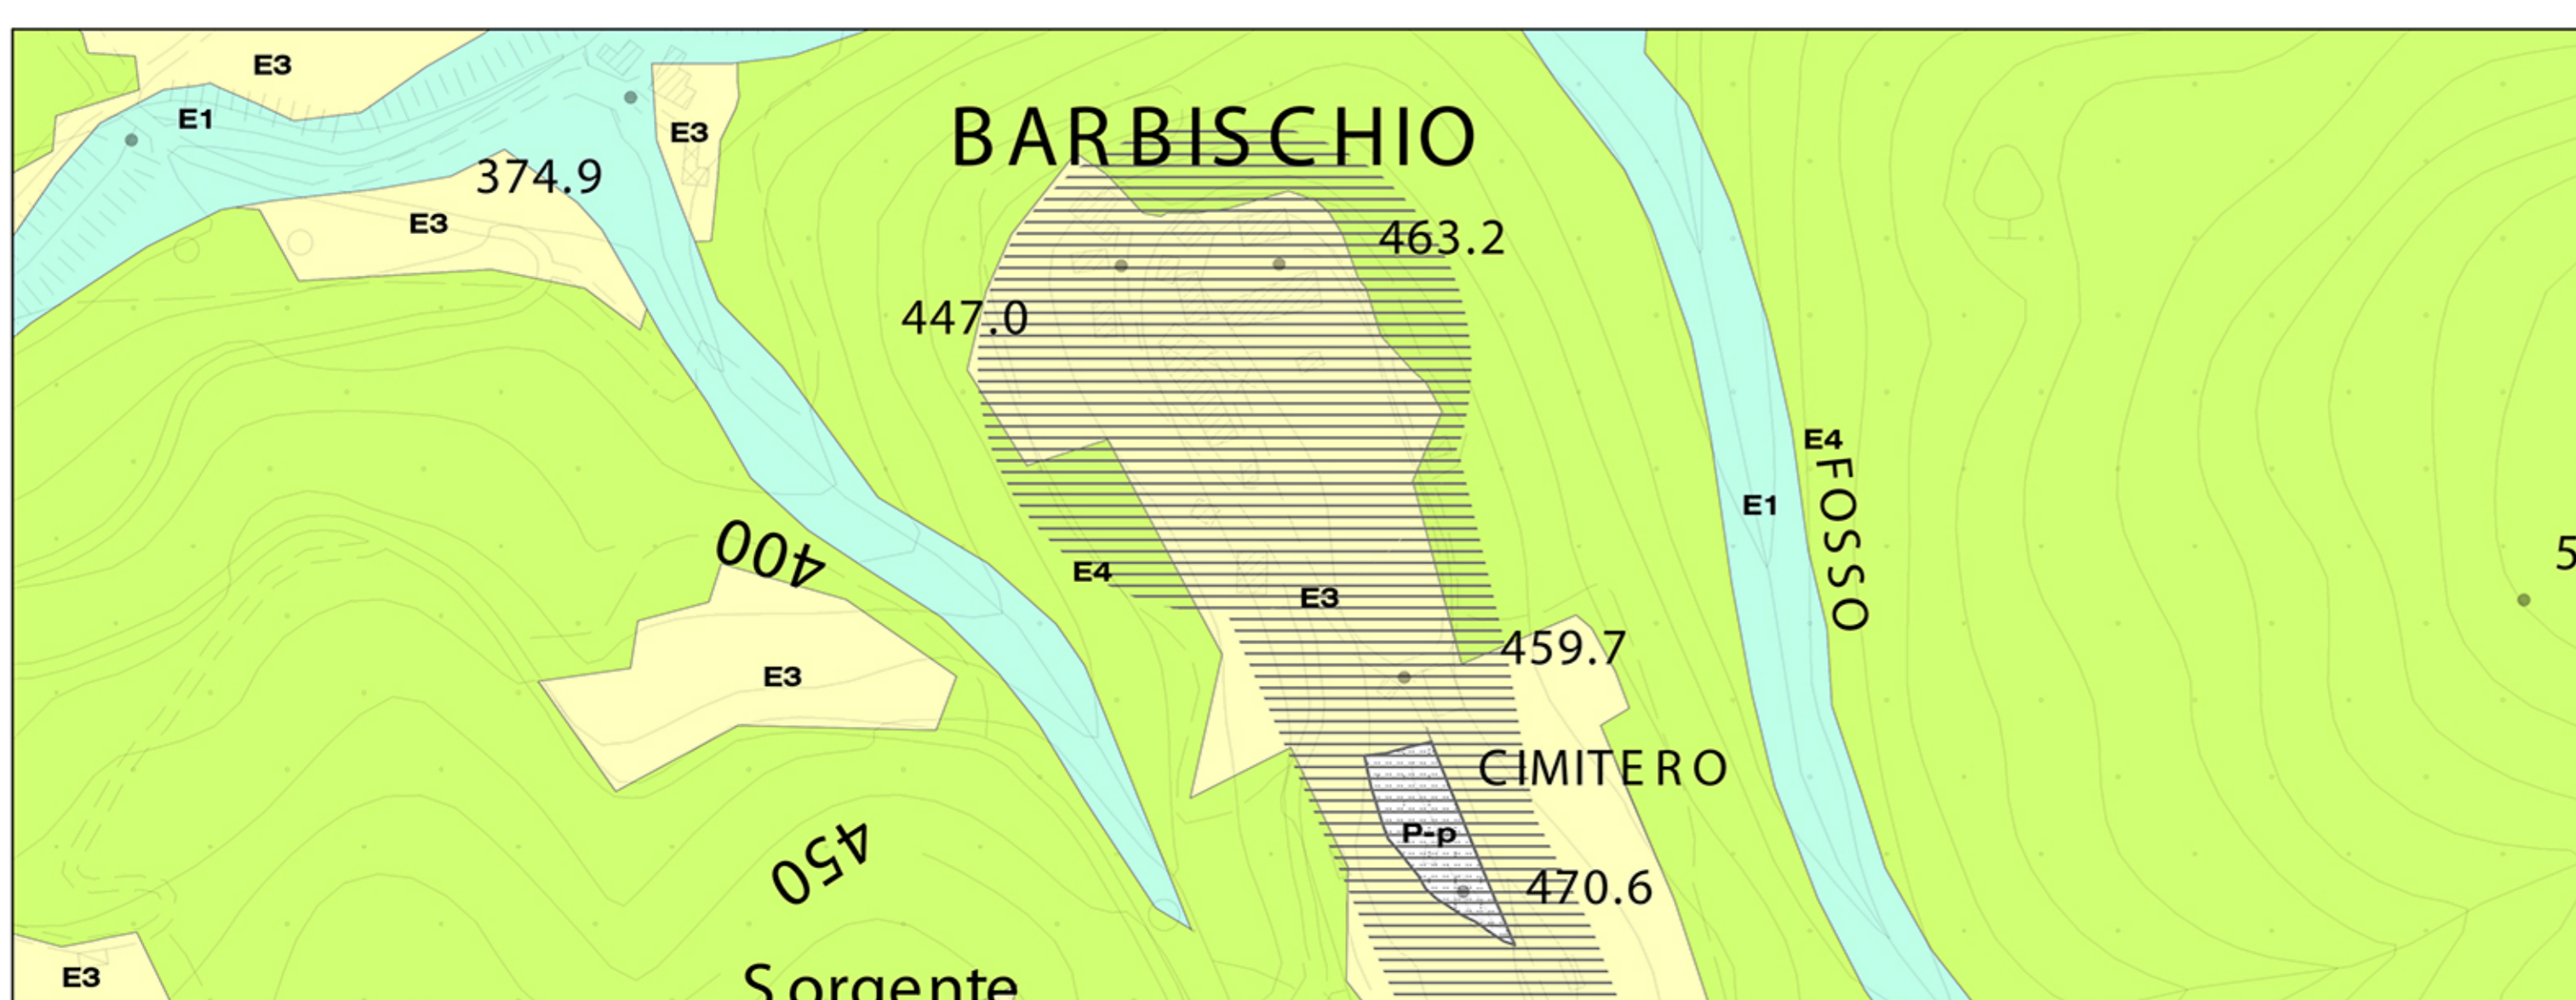 E3
E1
E3
BARBISCHIO
374.9
E3
463.2
447.0
E4
E1
FOSSO
400
E4
E3
5
459.7
E3
CIMITERO
P-p
450
470.6
E3
Sorgente